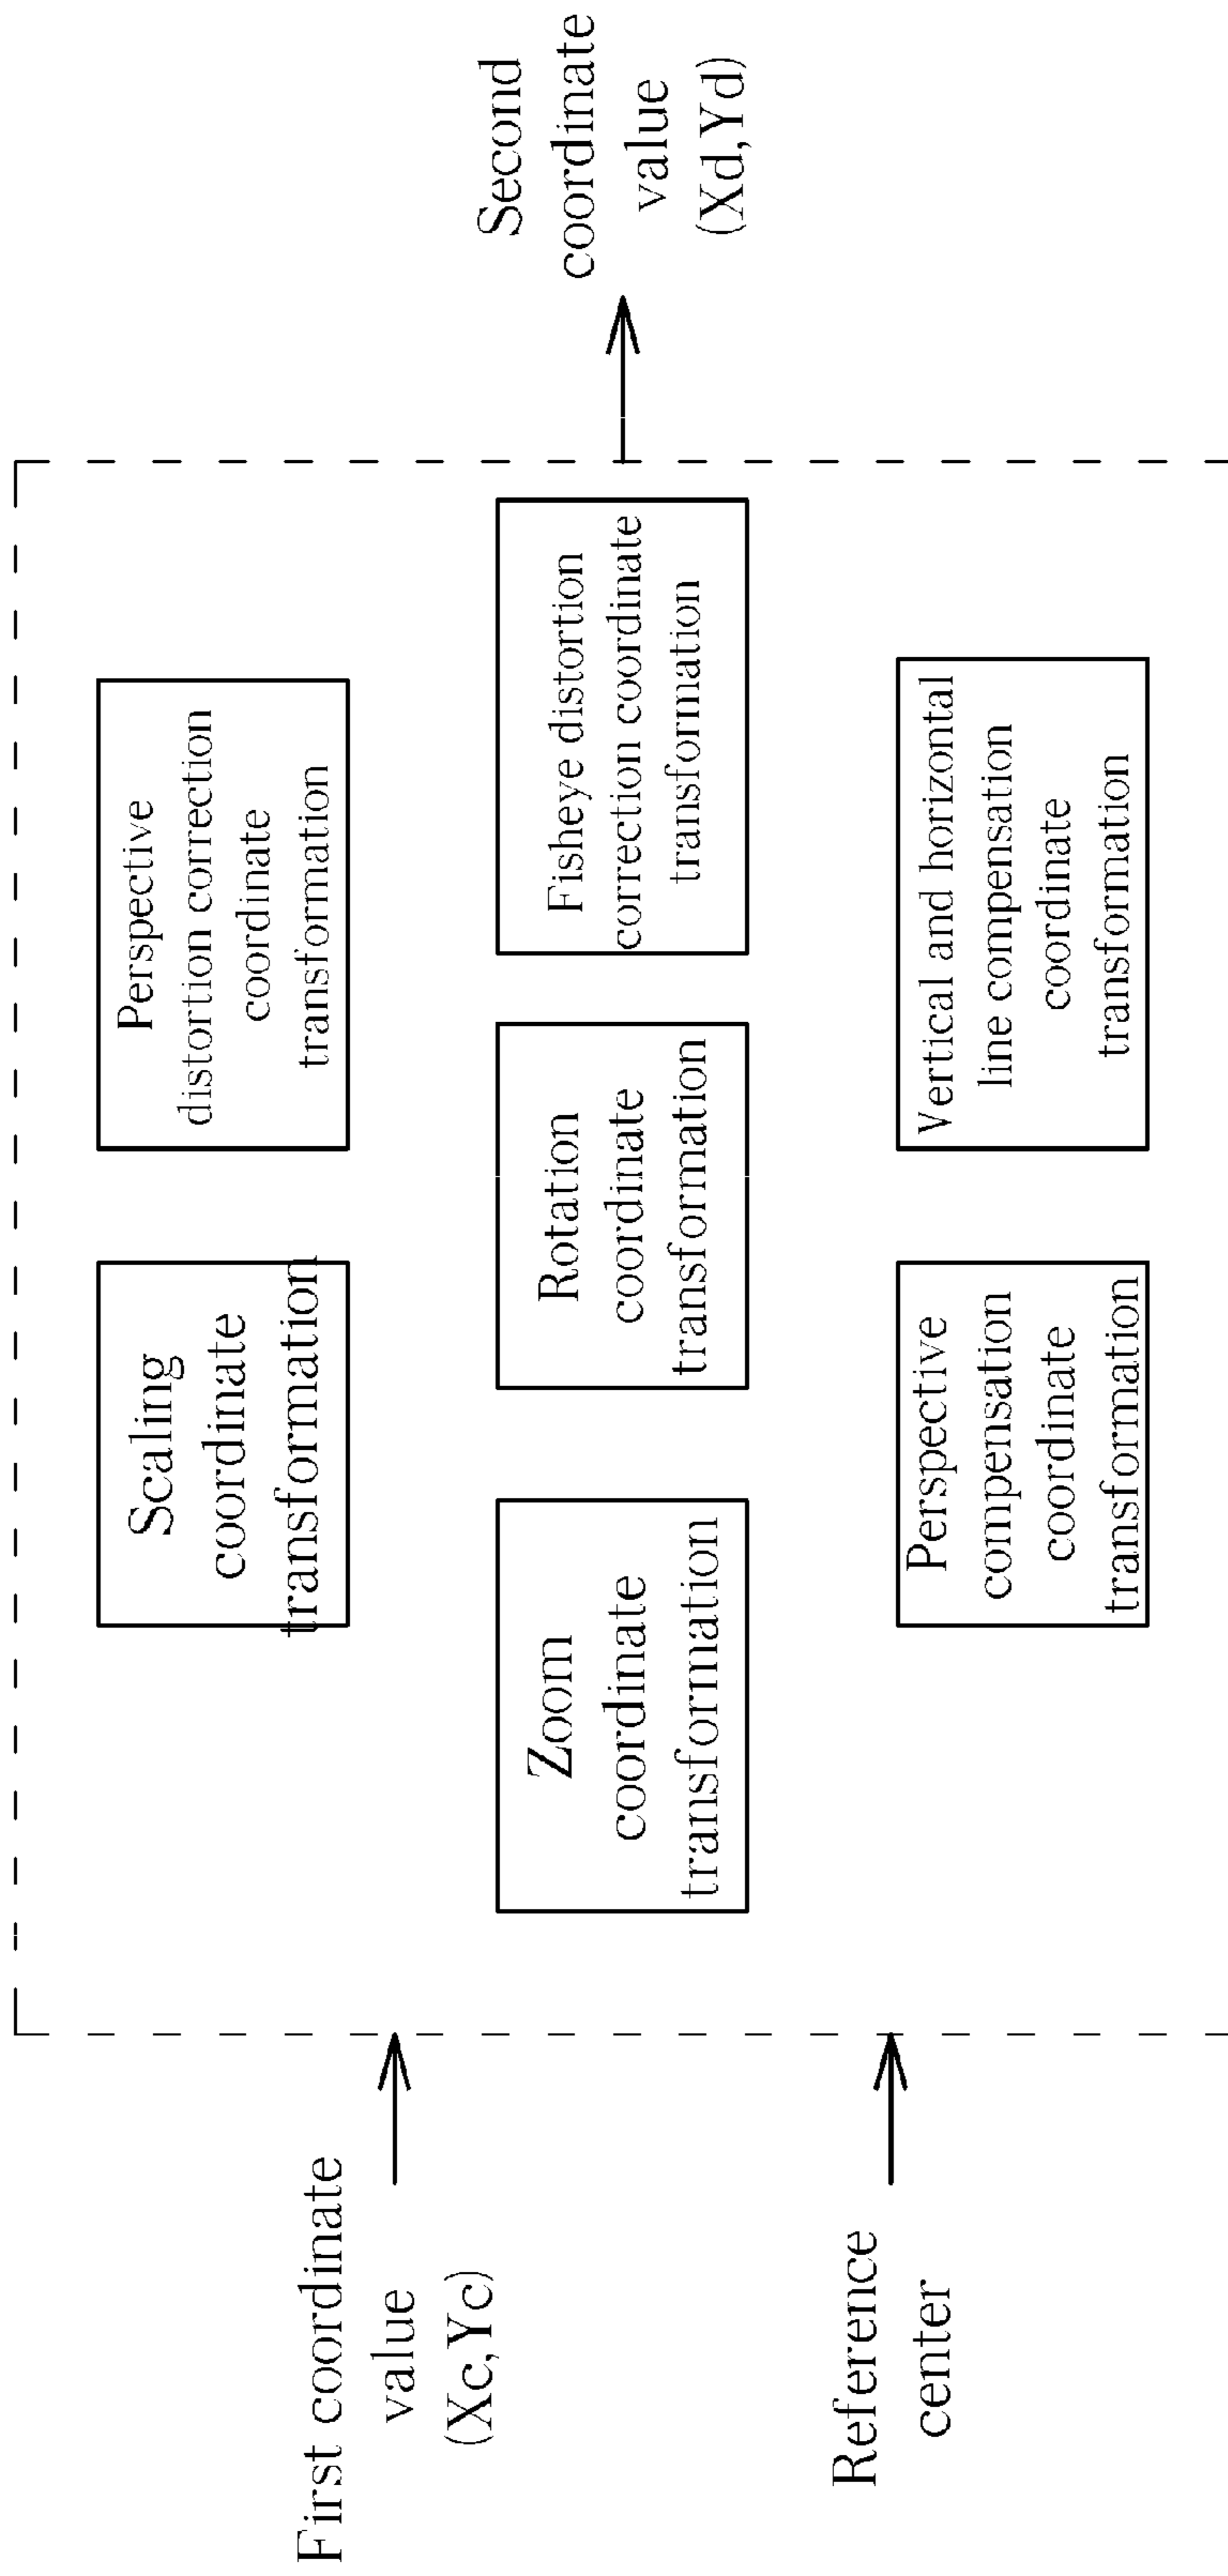 First coordinate
value
(Xc,Yc)
Reference
center
Scaling
coordinate
transformation
Perspective
distortion correction
coordinate
transformation
Zoom
coordinate
transformation
Rotation
coordinate
transformation
Fisheye distortion
correction coordinate
transformation
Perspective
compensation
coordinate
transformation
Vertical and horizontal
line compensation
coordinate
transformation
Second
coordinate
value
(Xd,Yd)